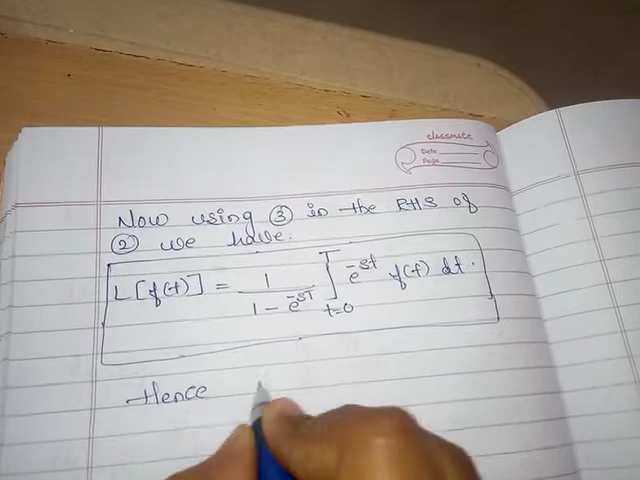 classmate
Date
Page
Now using ③ in the RHS of
② we have.
L[f(t)] = 1/(1 - e^-ST) ∫_{t=0}^{T} e^-st f(t) dt.
Hence